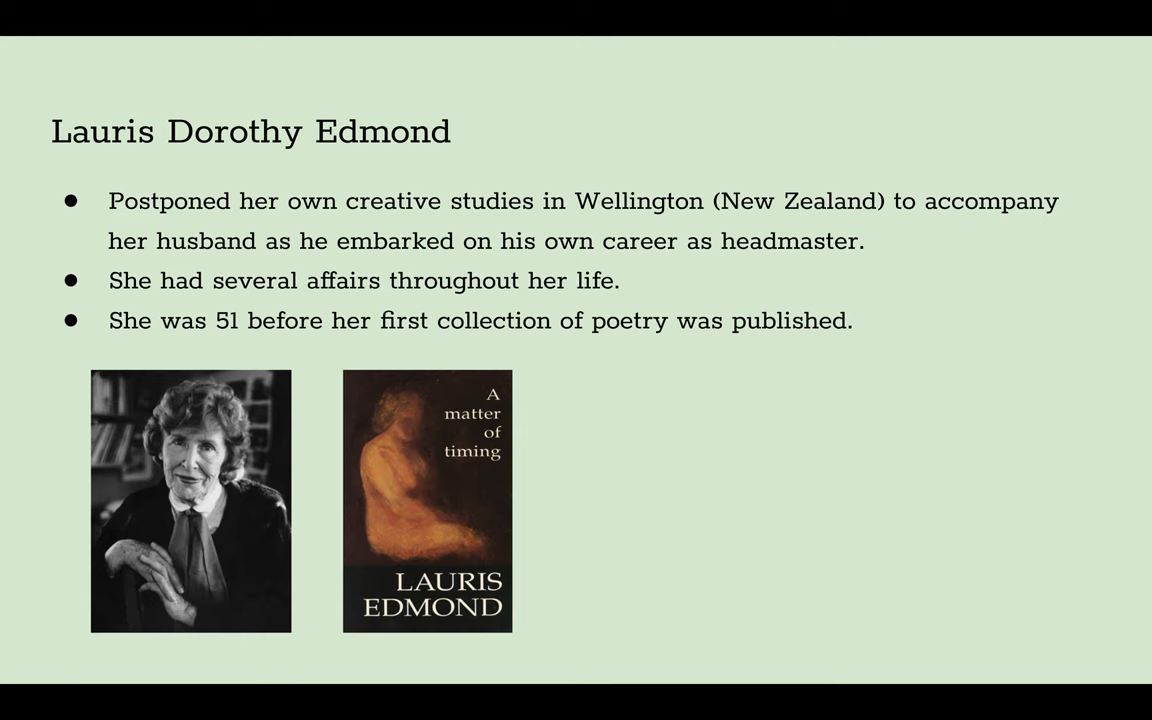 Lauris Dorothy Edmond
● Postponed her own creative studies in Wellington (New Zealand) to accompany
her husband as he embarked on his own career as headmaster.
● She had several affairs throughout her life.
● She was 51 before her first collection of poetry was published.
A
matter
of
timing
LAURIS
EDMOND